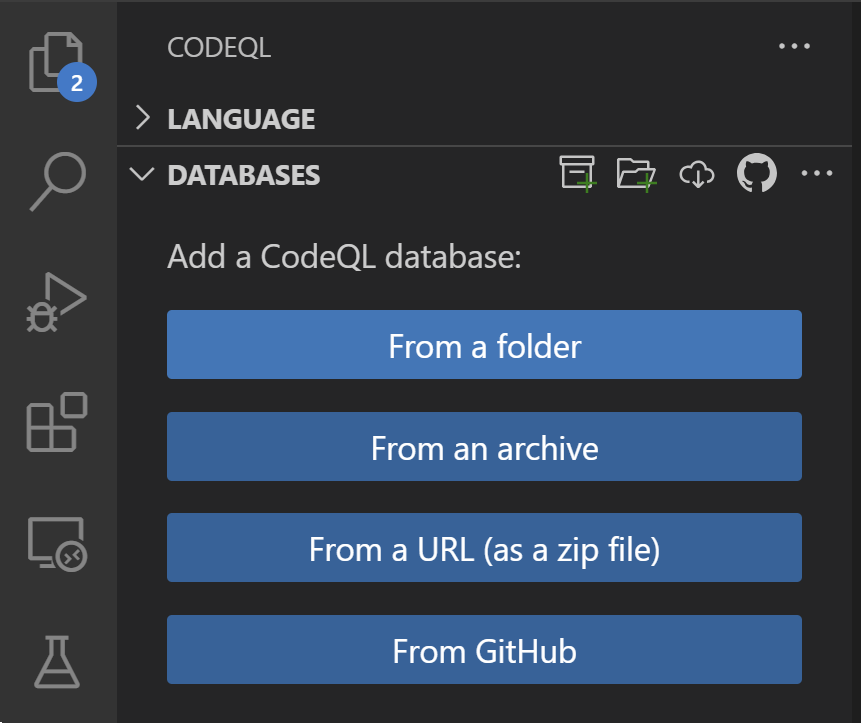 CODEQL
2
LANGUAGE
DATABASES
Add a CodeQL database:
From a folder
From an archive
From a URL (as a zip file)
From GitHub